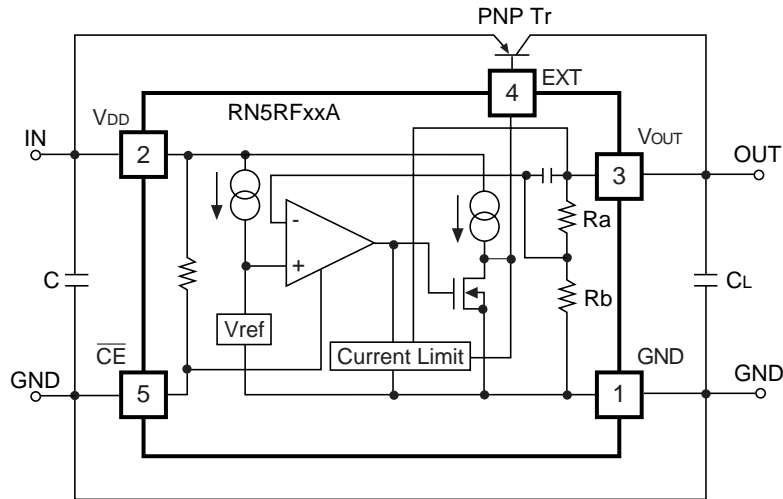 PNP Tr
EXT
4
RN5RFxxA
VDD
IN
2
VOUT
OUT
3
-
+
Ra
Rb
C
CL
Vref
Current Limit
C̅E̅
GND
5
GND
1
GND